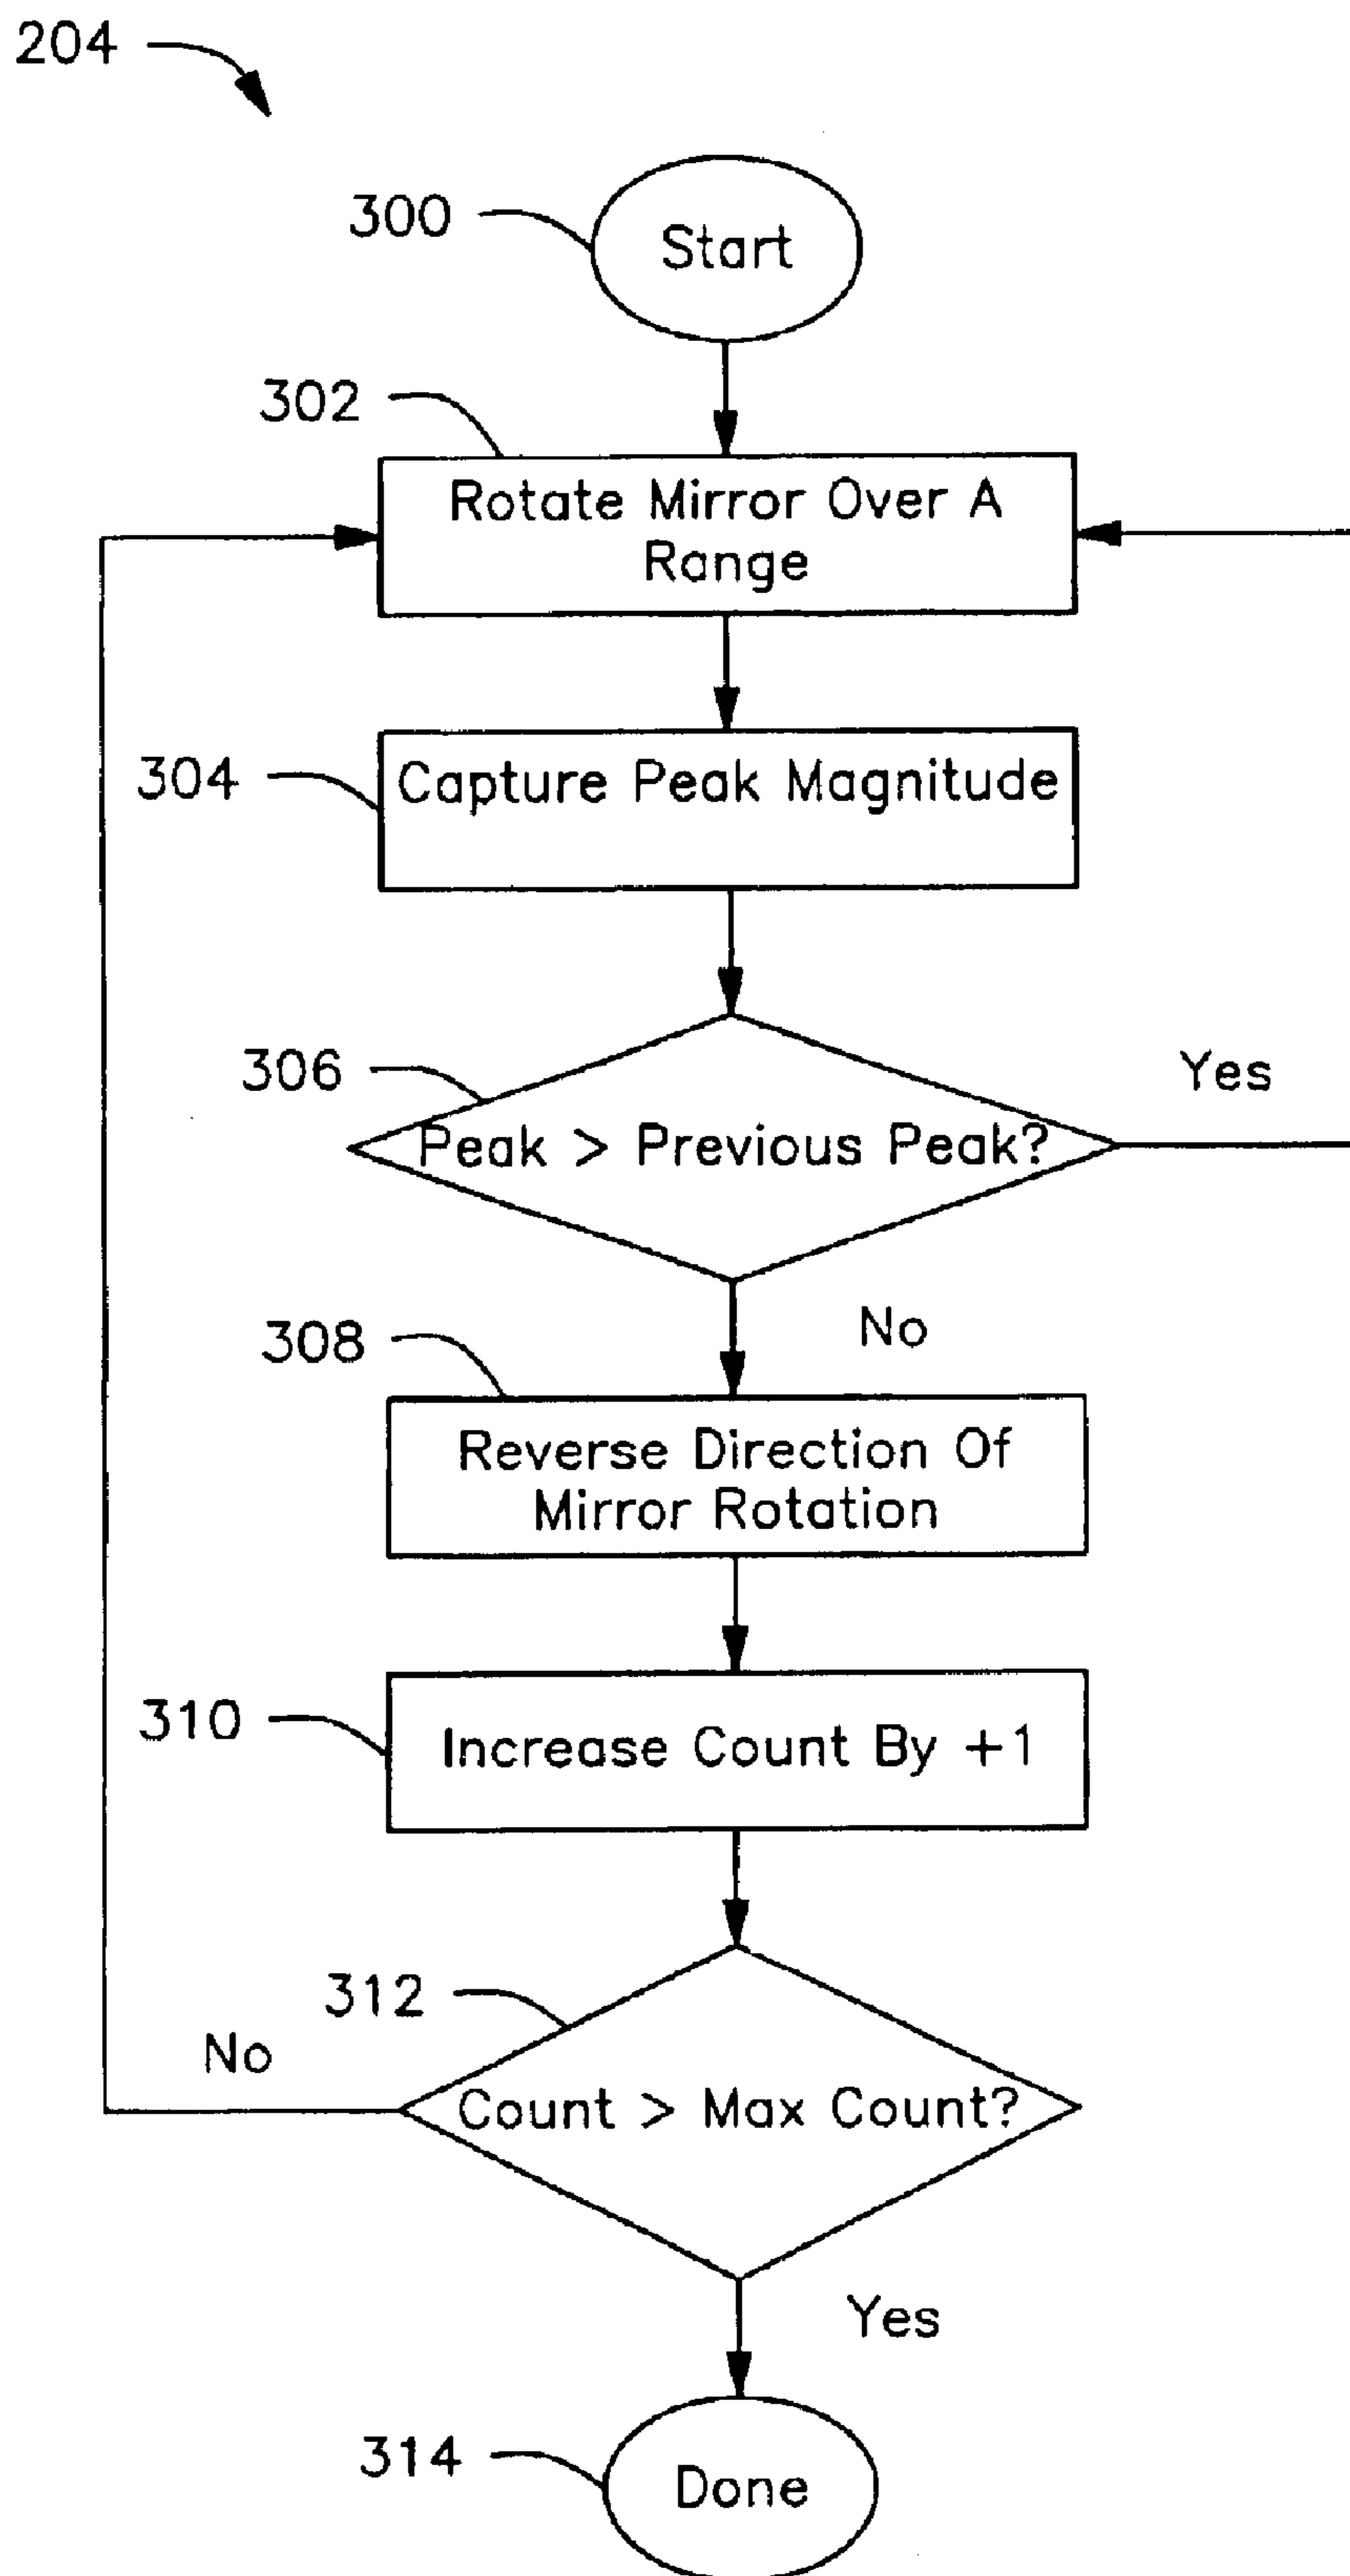 204
300
Start
302
Rotate Mirror Over A
Range
304
Capture Peak Magnitude
306
Yes
Peak > Previous Peak?
No
308
Reverse Direction Of
Mirror Rotation
310
Increase Count By +1
312
No
Count > Max Count?
Yes
314
Done